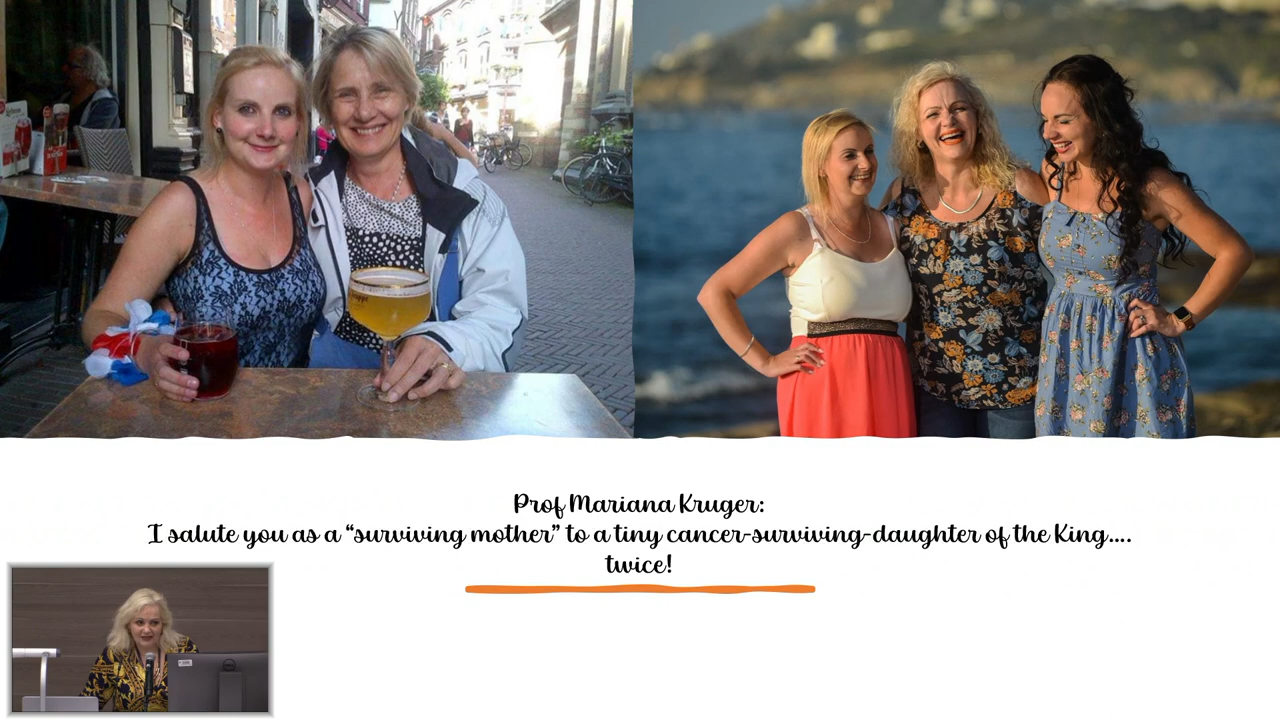 Prof Mariana Kruger:
I salute you as a “surviving mother” to a tiny cancer-surviving-daughter of the King....
twice!